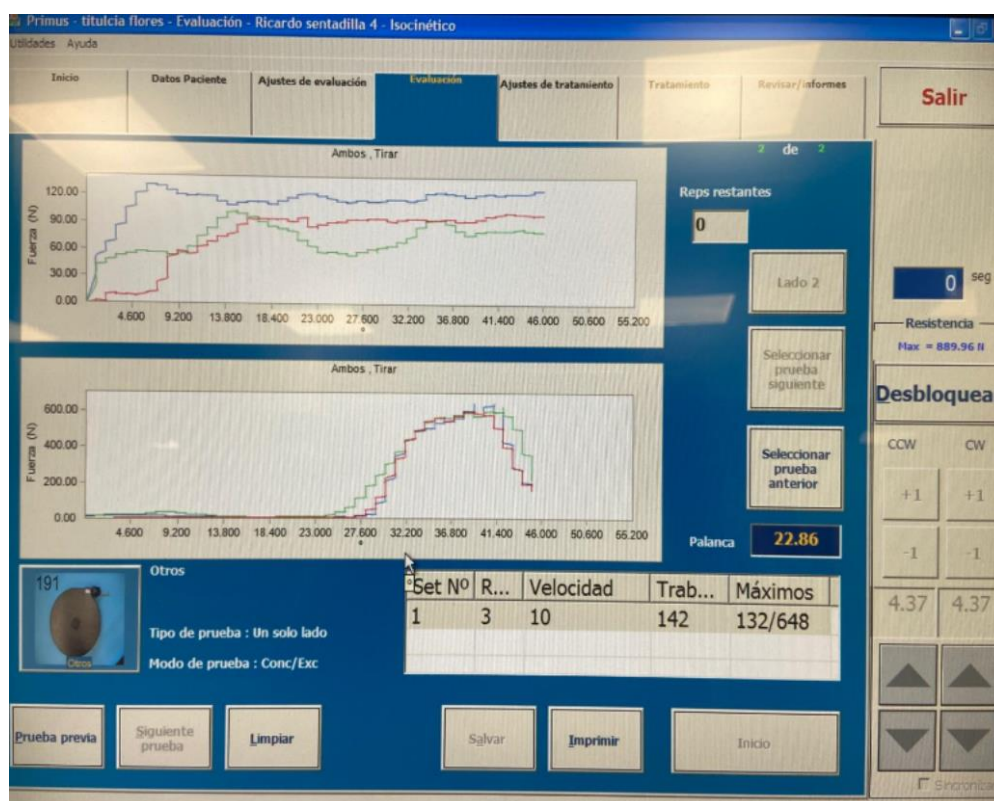 Primus - titulcia flores - Evaluación - Ricardo sentadilla 4 - Isocinético
Utilidades Ayuda
Inicio Datos Paciente Ajustes de evaluación Evaluación Ajustes de tratamiento Tratamiento Revisar/informes
Salir
2 de 2
Ambos , Tirar
Fuerza (N)
120.00
90.00
60.00
30.00
0.00
4.600 9.200 13.800 18.400 23.000 27.600 32.200 36.800 41.400 46.000 50.600 55.200
°
Reps restantes
0
Lado 2
Seleccionar
prueba
siguiente
Seleccionar
prueba
anterior
Palanca 22.86
Ambos , Tirar
Fuerza (N)
600.00
400.00
200.00
0.00
4.600 9.200 13.800 18.400 23.000 27.600 32.200 36.800 41.400 46.000 50.600 55.200
°
0 seg
Resistencia
Max = 889.96 N
Desbloquea
CCW CW
+1 +1
-1 -1
4.37 4.37
Sincroniza
191
Otros
Otros
Tipo de prueba : Un solo lado
Modo de prueba : Conc/Exc
Set Nº R... Velocidad Trab... Máximos
1 3 10 142 132/648
Prueba previa
Siguiente
prueba
Limpiar
Salvar
Imprimir
Inicio